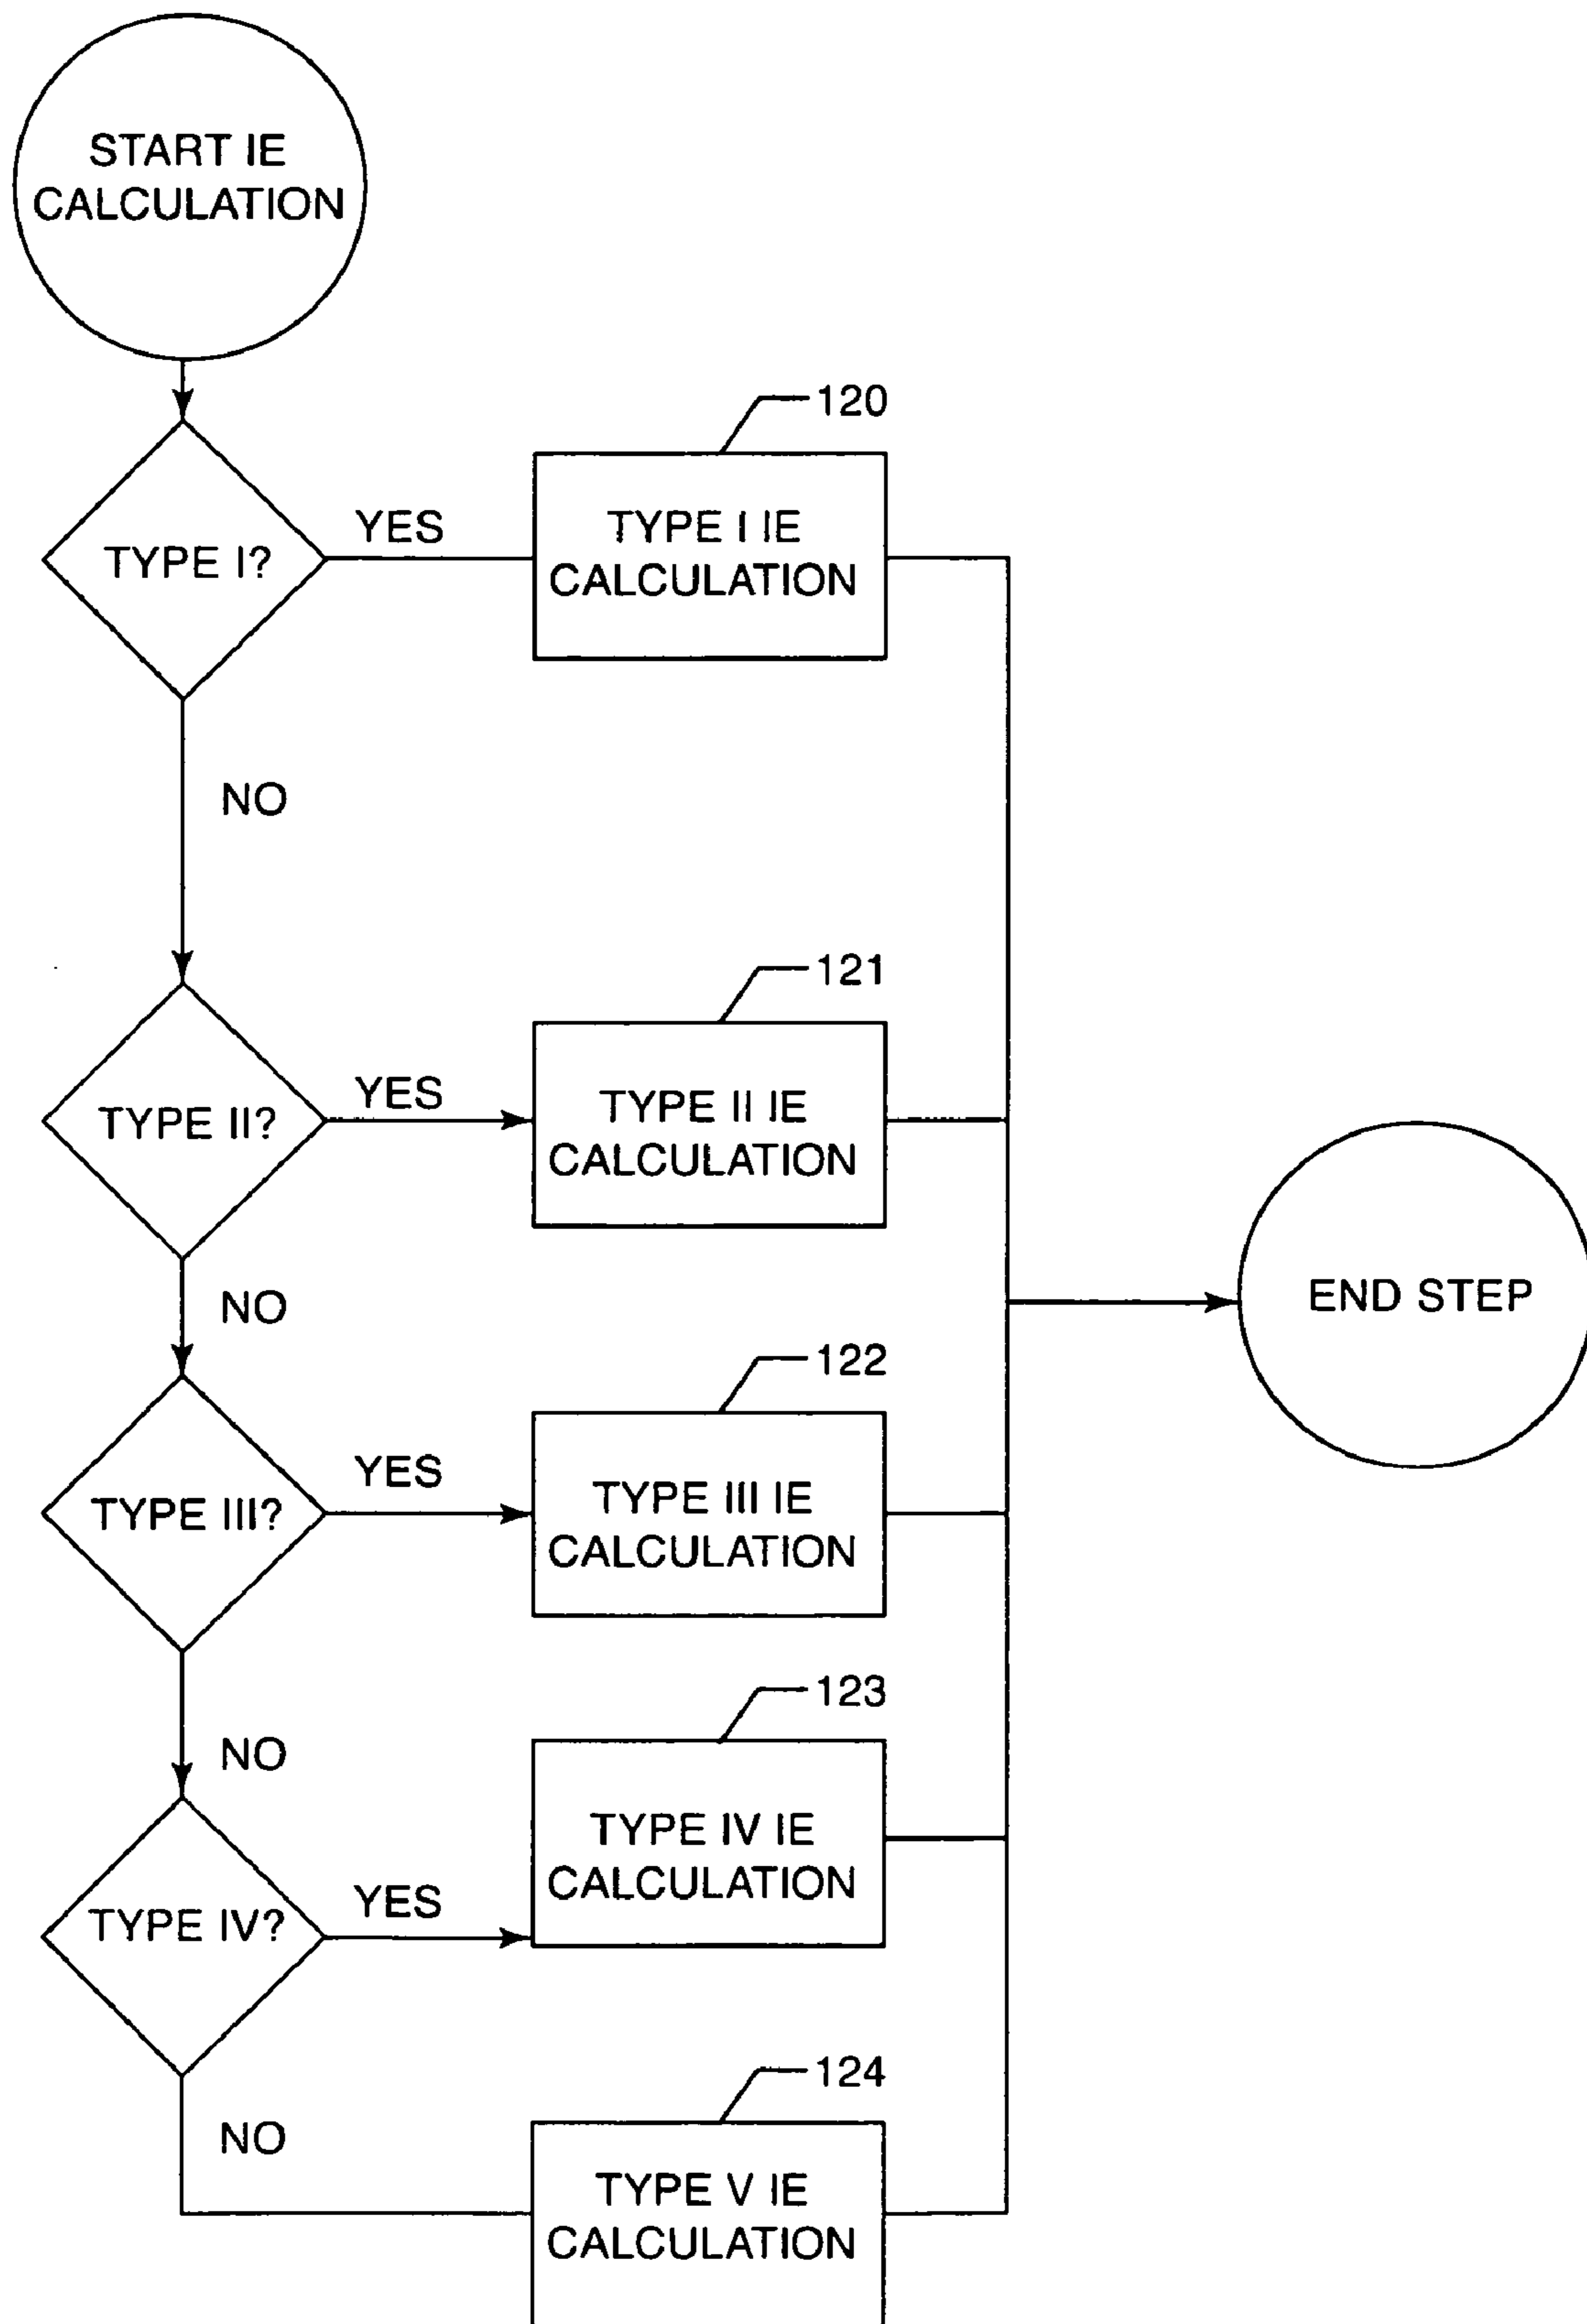 START IE
CALCULATION
120
TYPE I?
YES
TYPE I IE
CALCULATION
NO
121
TYPE II?
YES
TYPE II IE
CALCULATION
END STEP
NO
122
TYPE III?
YES
TYPE III IE
CALCULATION
123
NO
TYPE IV?
YES
TYPE IV IE
CALCULATION
124
NO
TYPE V IE
CALCULATION